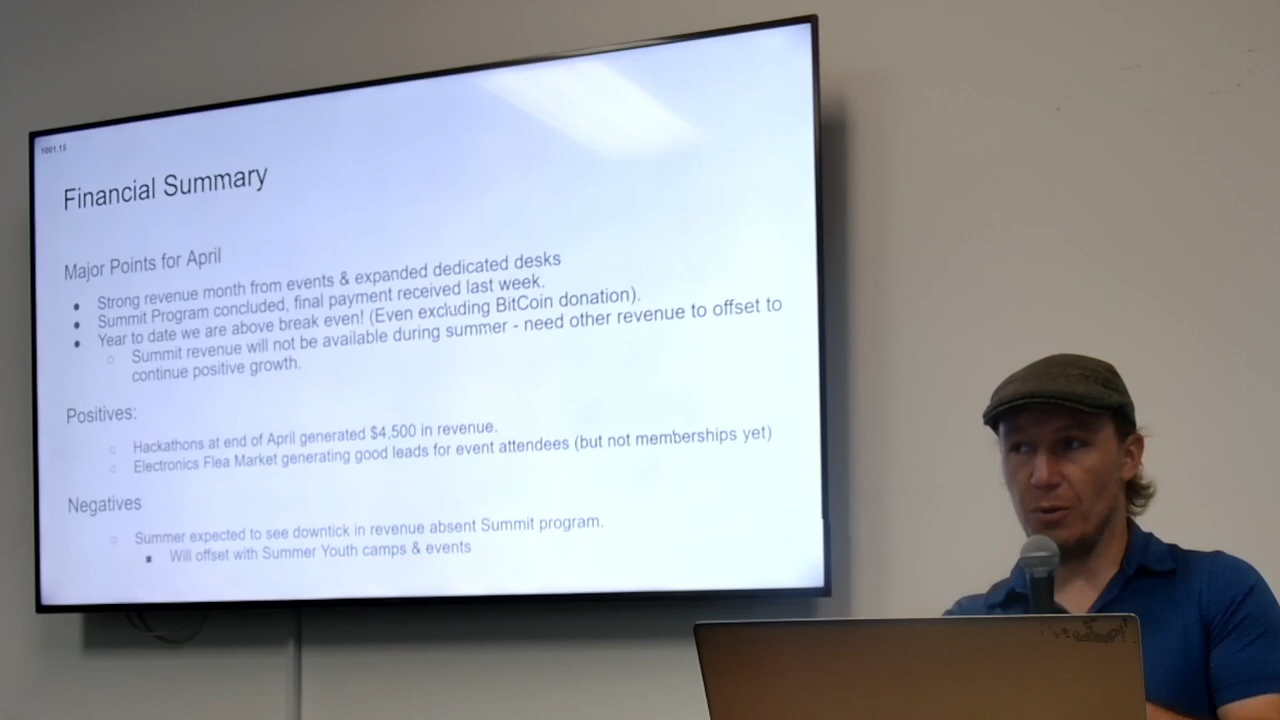 1001.15
Financial Summary
Major Points for April
● Strong revenue month from events & expanded dedicated desks
● Summit Program concluded, final payment received last week.
● Year to date we are above break even! (Even excluding BitCoin donation).
○ Summit revenue will not be available during summer - need other revenue to offset to
continue positive growth.
Positives:
○ Hackathons at end of April generated $4,500 in revenue.
○ Electronics Flea Market generating good leads for event attendees (but not memberships yet)
Negatives
○ Summer expected to see downtick in revenue absent Summit program.
■ Will offset with Summer Youth camps & events